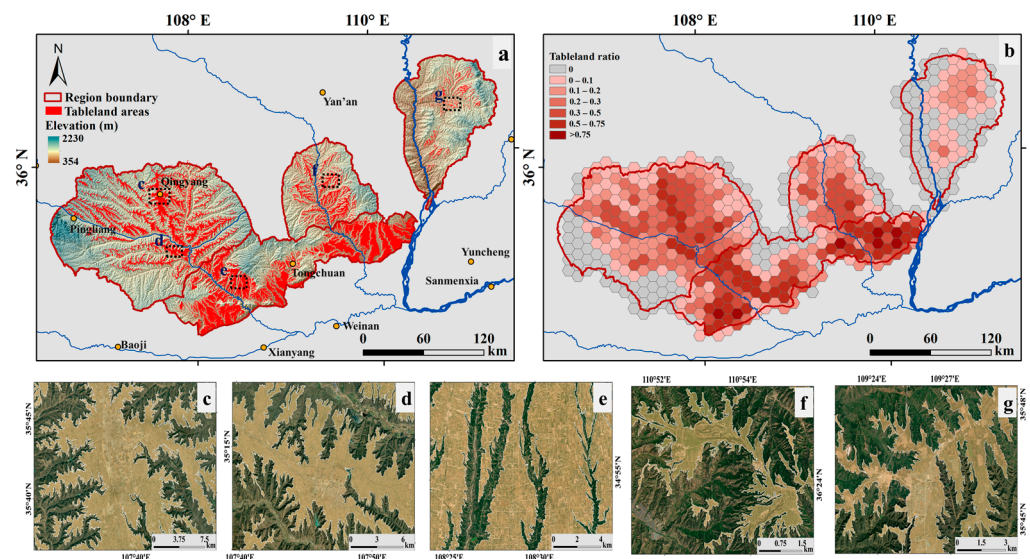 108° E
110° E
108° E
110° E
N
a
Region boundary
Tableland areas
Elevation (m)
2230
354
36° N
Yan’an
g
f
c
Qingyang
Pingliang
d
e
Tongchuan
Yuncheng
Sanmenxia
Weinan
Baoji
Xianyang
0 60 120
km
b
Tableland ratio
0
0 – 0.1
0.1 – 0.2
0.2 – 0.3
0.3 – 0.5
0.5 – 0.75
>0.75
36° N
0 60 120
km
c
35°45'N
35°40'N
107°40'E
0 3.75 7.5
km
d
35°15'N
107°40'E
107°50'E
0 3 6
km
e
34°55'N
108°25'E
108°30'E
0 2 4
km
110°52'E
110°54'E
f
36°24'N
0 0.75 1.5
km
109°24'E
109°27'E
g
35°48'N
35°45'N
0 1.5 3
km